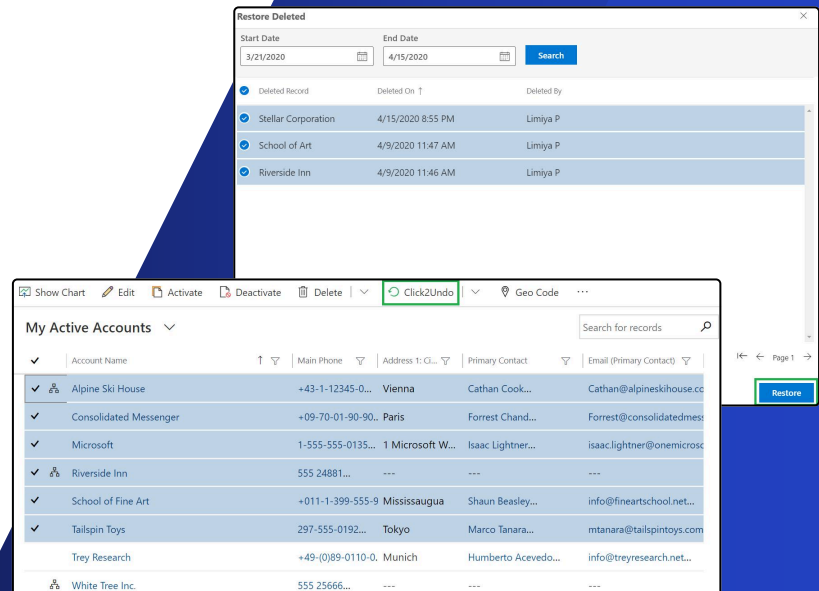 Restore Deleted
Start Date End Date
3/21/2020 4/15/2020 Search
Deleted Record Deleted On ↑ Deleted By
Stellar Corporation 4/15/2020 8:55 PM Limiya P
School of Art 4/9/2020 11:47 AM Limiya P
Riverside Inn 4/9/2020 11:46 AM Limiya P
Page 1
Restore
Show Chart Edit Activate Deactivate Delete Click2Undo Geo Code ...
My Active Accounts Search for records
Account Name ↑ Main Phone Address 1: Ci... Primary Contact Email (Primary Contact)
Alpine Ski House +43-1-12345-0... Vienna Cathan Cook... Cathan@alpineskihouse.cc
Consolidated Messenger +09-70-01-90-90.. Paris Forrest Chand... Forrest@consolidatedmess
Microsoft 1-555-555-0135... 1 Microsoft W... Isaac Lightner... isaac.lightner@onemicrosc
Riverside Inn 555 24881... --- --- ---
School of Fine Art +011-1-399-555-9 Mississaugua Shaun Beasley... info@fineartschool.net...
Tailspin Toys 297-555-0192... Tokyo Marco Tanara... mtanara@tailspintoys.com
Trey Research +49-(0)89-0110-0. Munich Humberto Acevedo... info@treyresearch.net...
White Tree Inc. 555 25666... --- --- ---